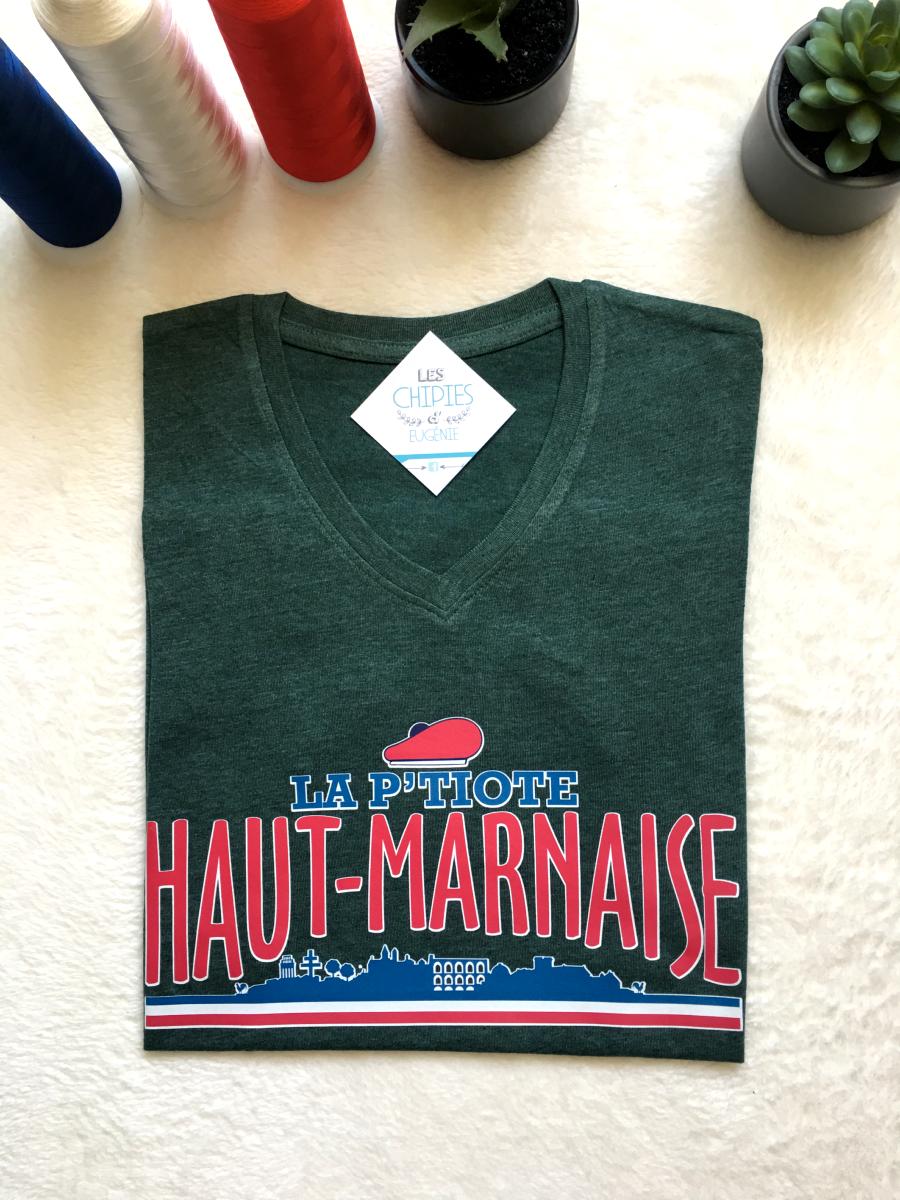 LES
CHIPIES
d'
EUGÉNIE
LA P'TIOTE
HAUT-MARNAISE